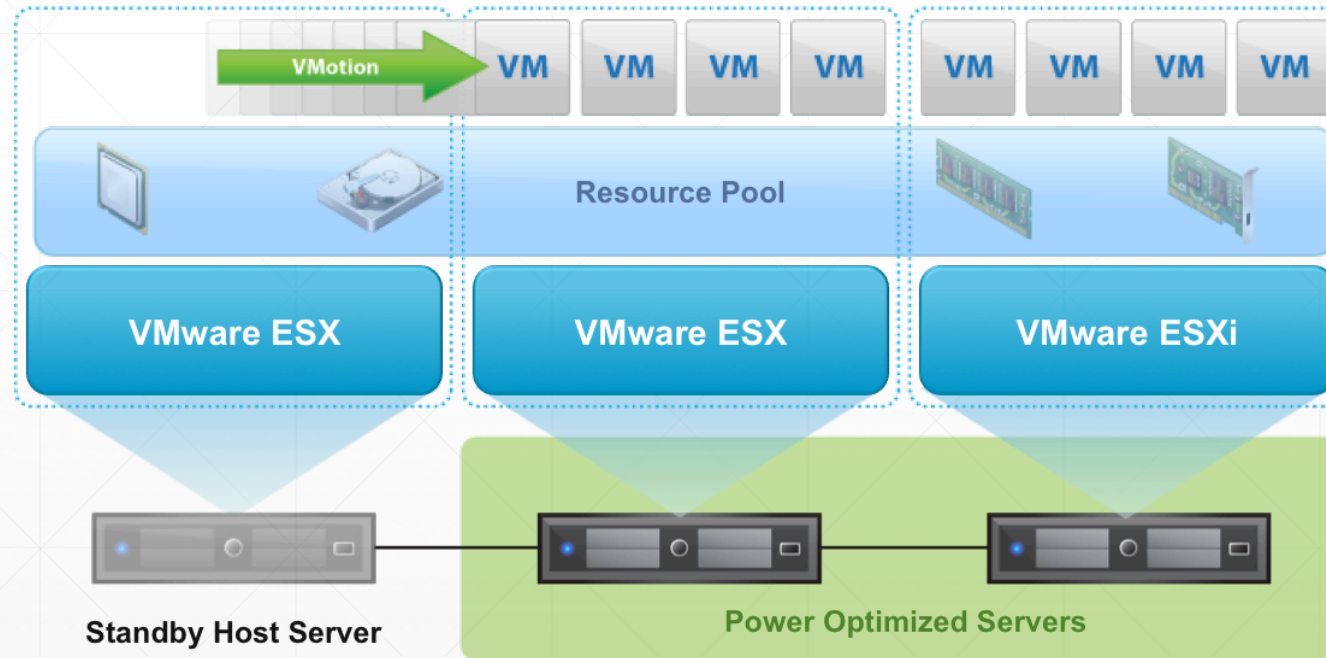 VMotion VM VM VM VM VM VM VM VM
Resource Pool
VMware ESX VMware ESX VMware ESXi
Standby Host Server Power Optimized Servers